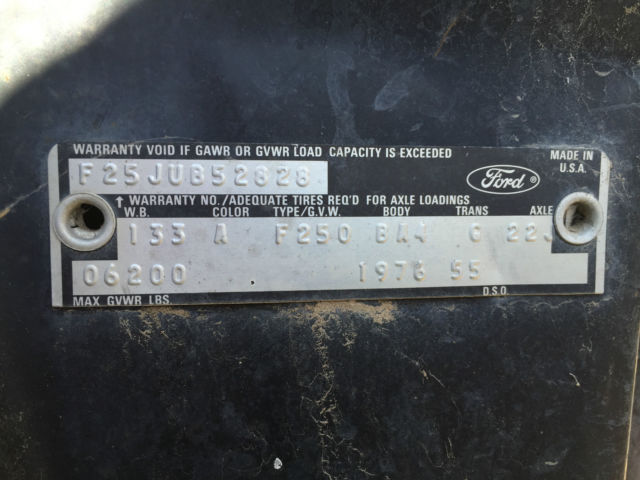 WARRANTY VOID IF GAWR OR GVWR LOAD CAPACITY IS EXCEEDED
MADE IN U.S.A.
F25JUB52828
Ford ®
↑ WARRANTY NO./ADEQUATE TIRES REQ'D FOR AXLE LOADINGS
W.B. COLOR TYPE/G.V.W. BODY TRANS AXLE
133 A F250 BA4 G 22J
06200 1976 55
MAX GVWR LBS. D.S.O.